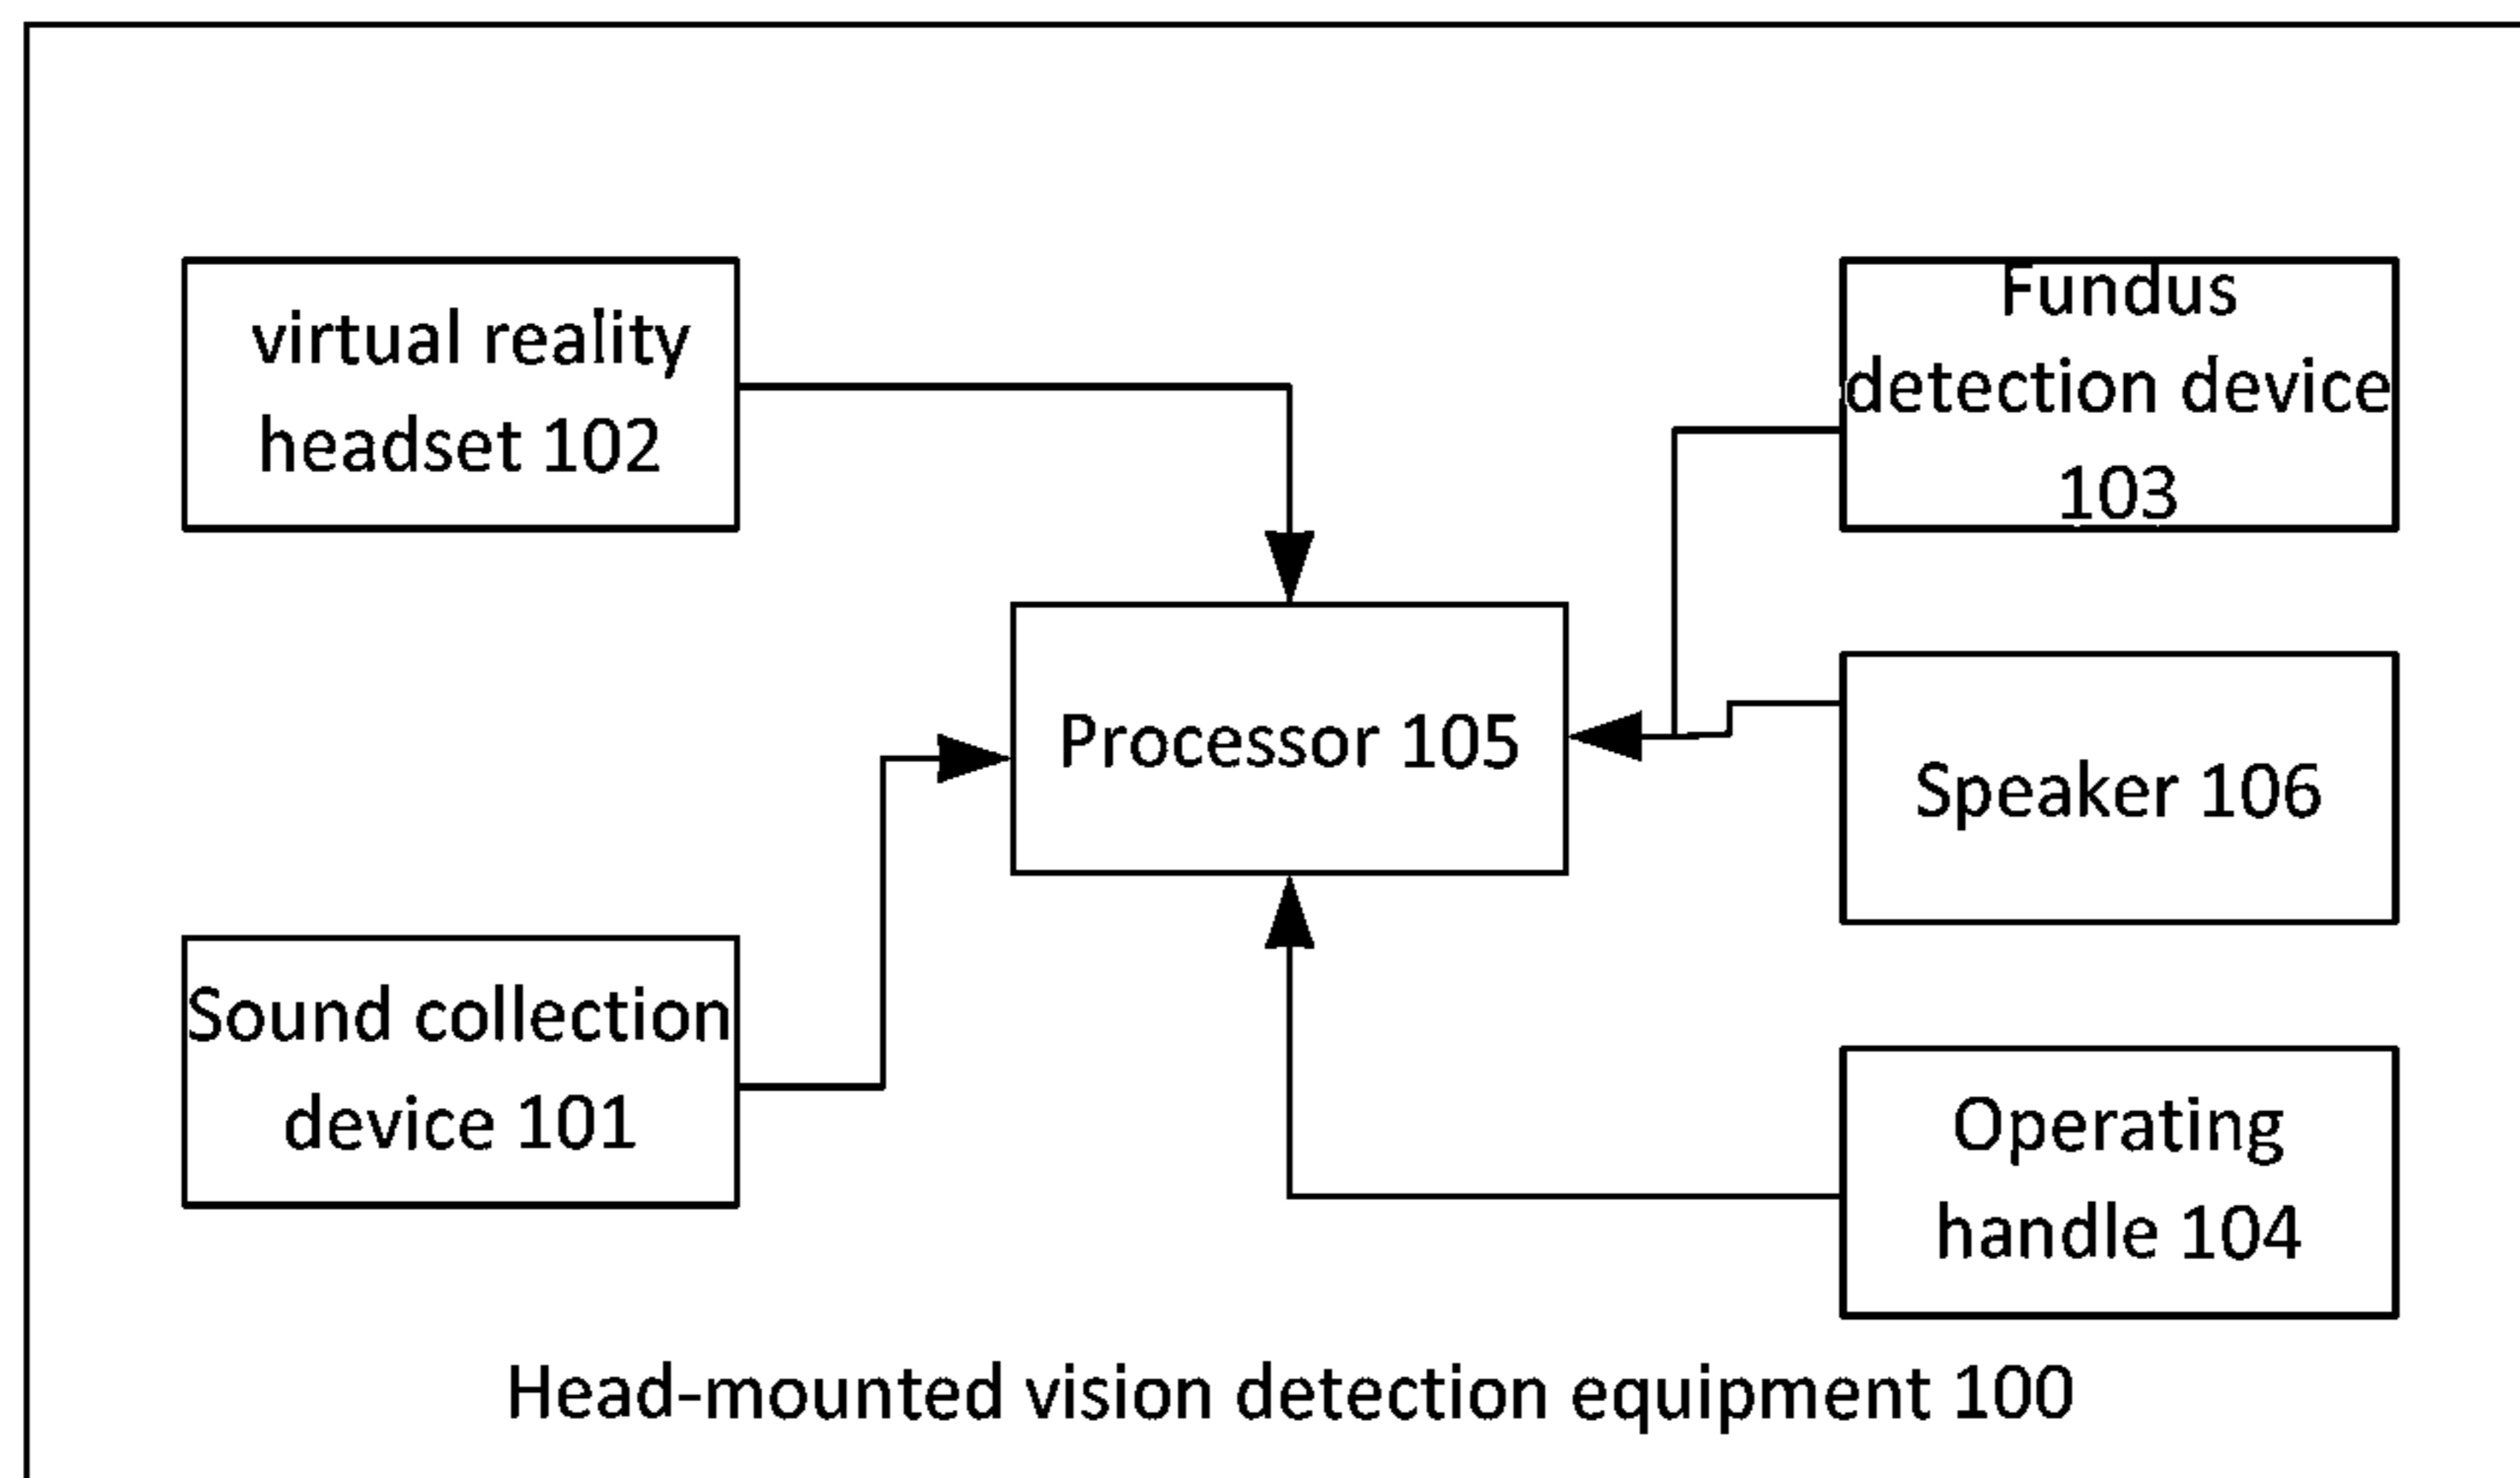 virtual reality
headset 102
Fundus
detection device
103
Processor 105
Speaker 106
Sound collection
device 101
Operating
handle 104
Head-mounted vision detection equipment 100